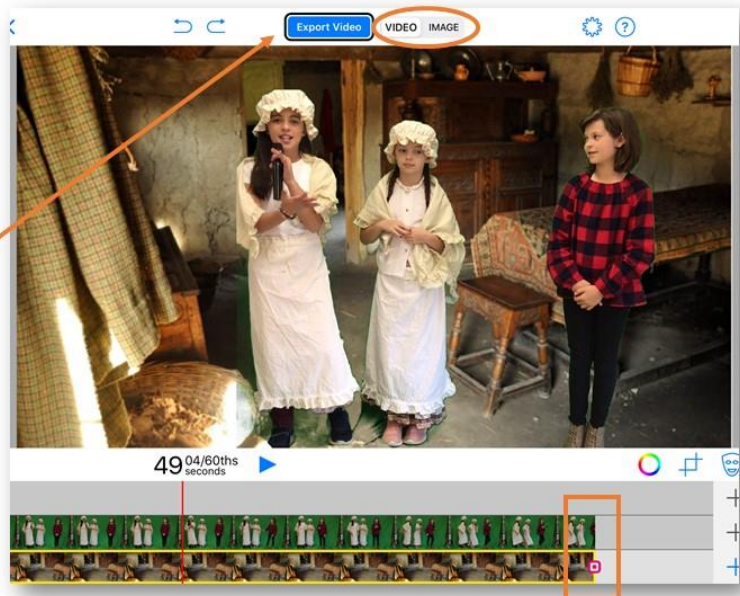 Export Video
VIDEO IMAGE
?
49 04/60ths
seconds